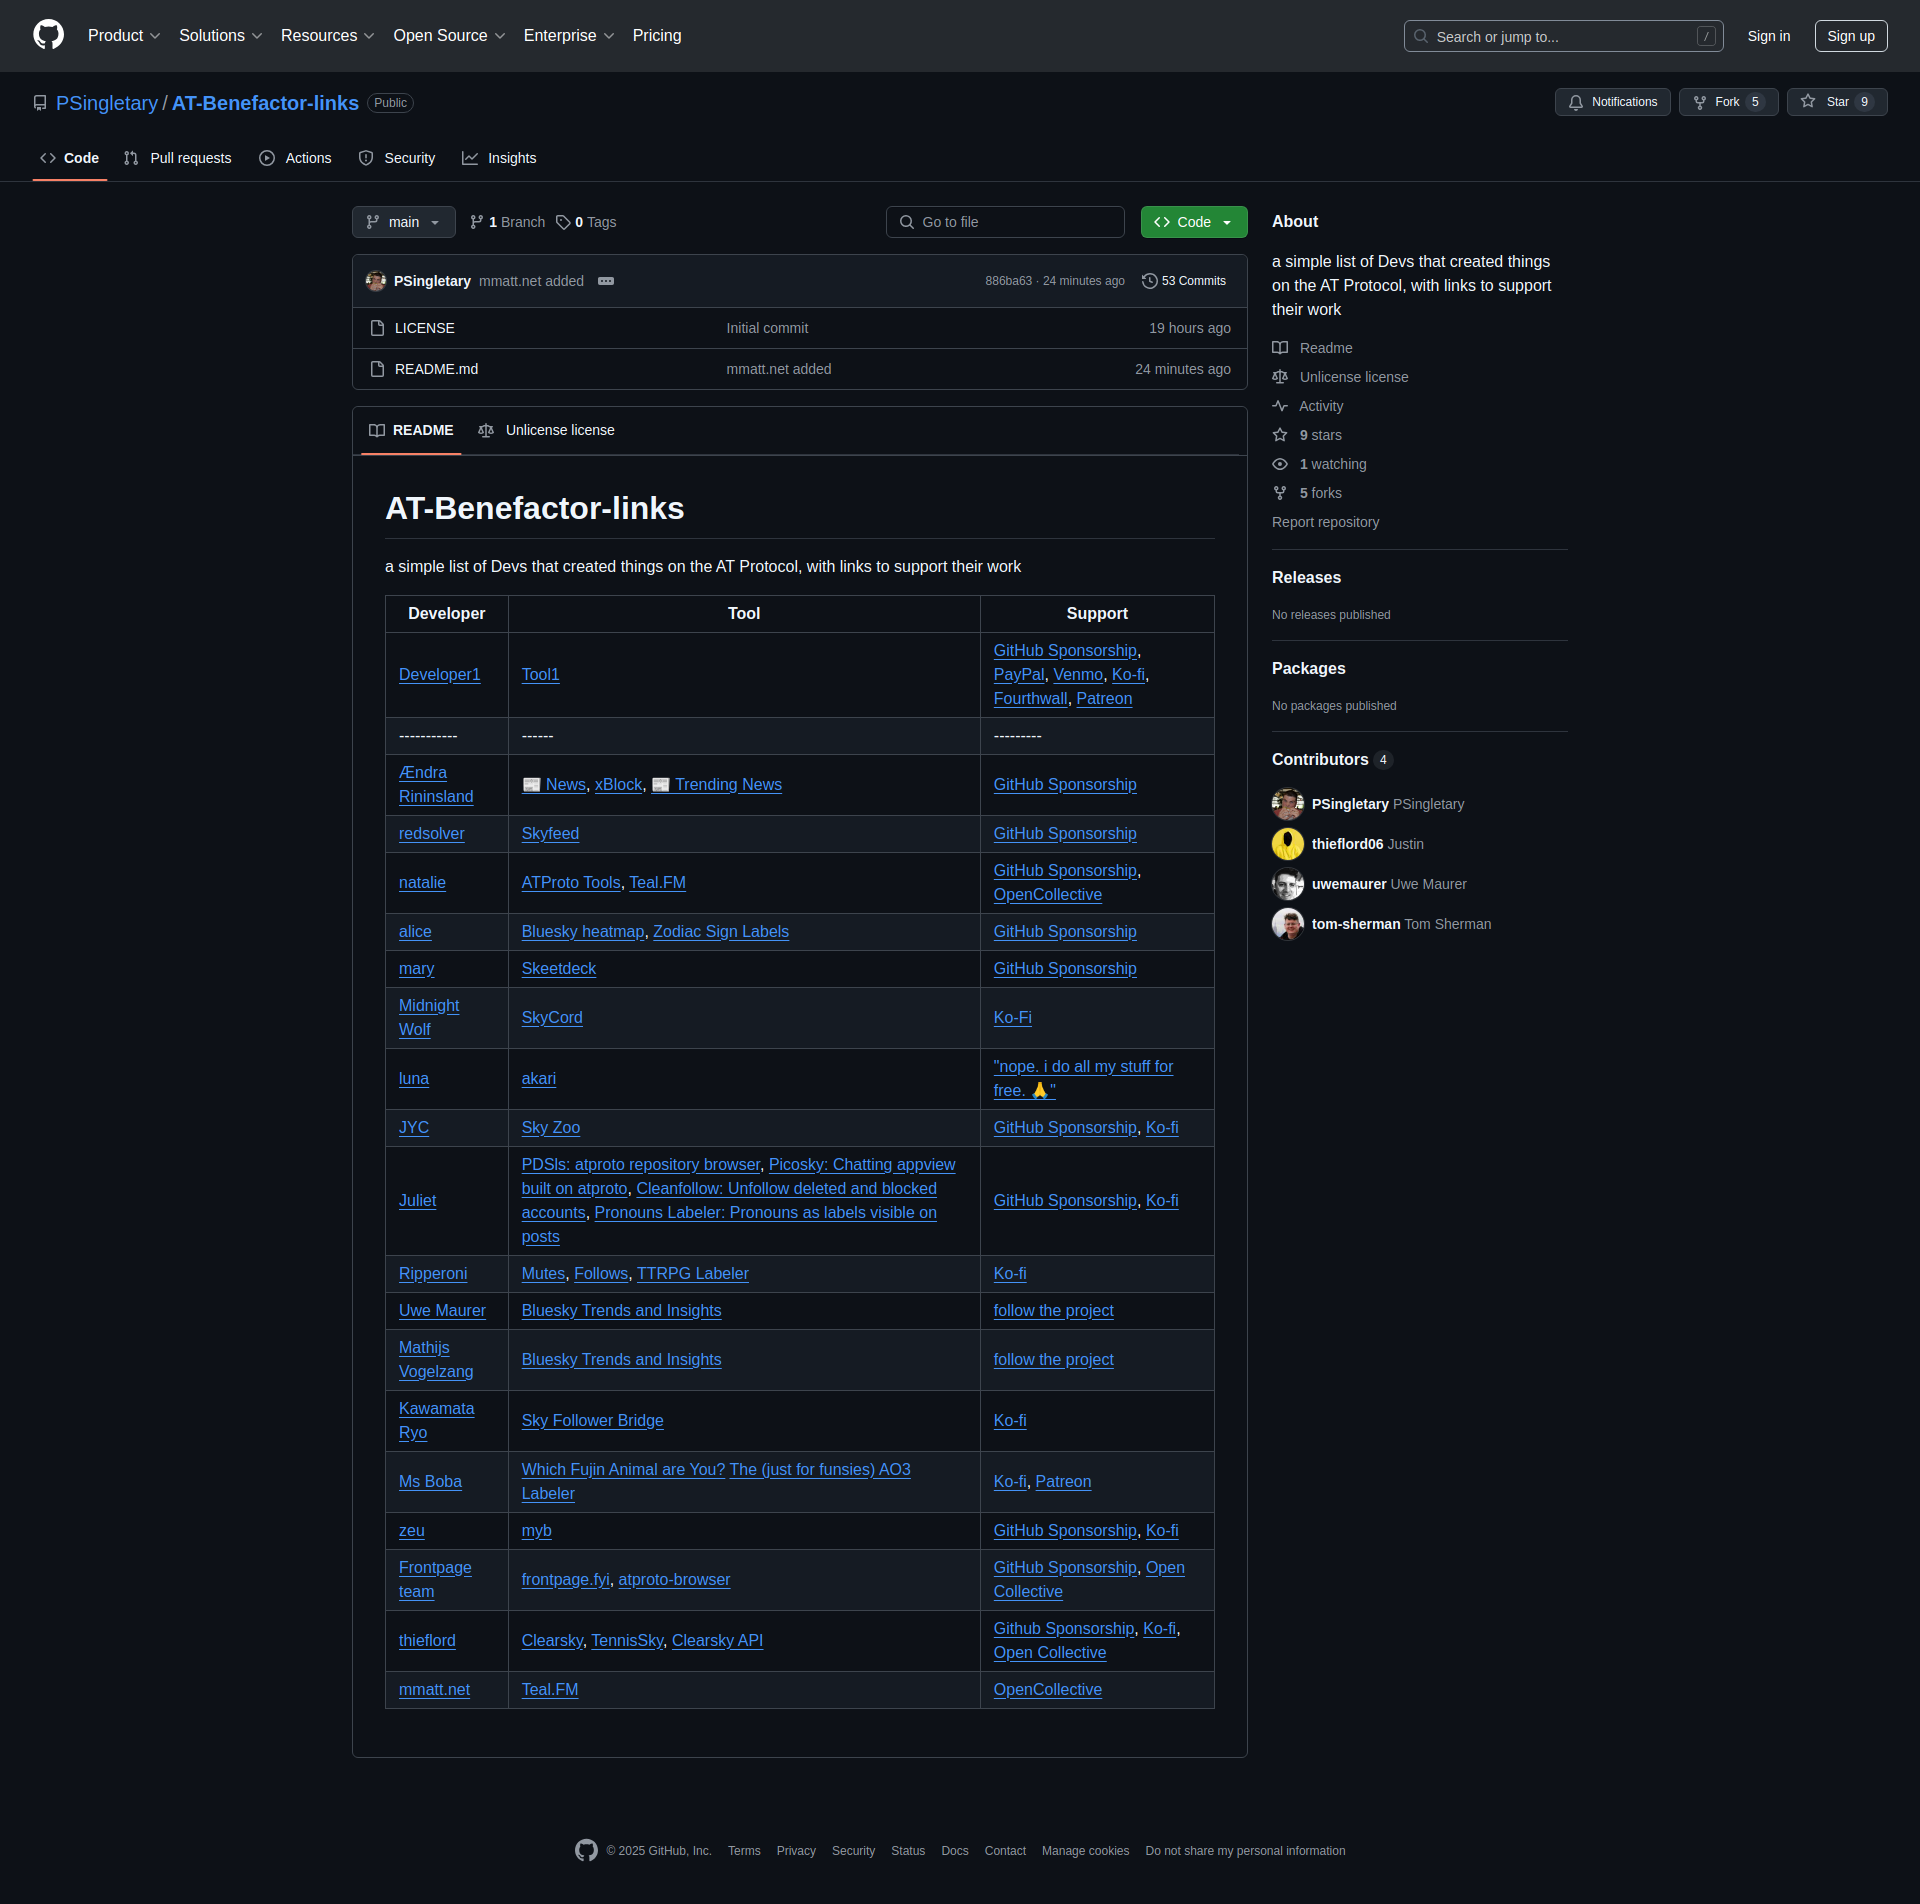 Product Solutions Resources Open Source Enterprise Pricing Search or jump to... / Sign in Sign up
PSingletary / AT-Benefactor-links Public Notifications Fork 5 Star 9
Code Pull requests Actions Security Insights
main 1 Branch 0 Tags Go to file Code
PSingletary mmatt.net added 886ba63 · 24 minutes ago 53 Commits
LICENSE Initial commit 19 hours ago
README.md mmatt.net added 24 minutes ago
README Unlicense license
AT-Benefactor-links
a simple list of Devs that created things on the AT Protocol, with links to support their work
Developer Tool Support
Developer1 Tool1 GitHub Sponsorship,
PayPal, Venmo, Ko-fi,
Fourthwall, Patreon
----------- ------ ---------
Ændra
Rininsland
📰 News, xBlock, 📰 Trending News GitHub Sponsorship
redsolver Skyfeed GitHub Sponsorship
natalie ATProto Tools, Teal.FM GitHub Sponsorship,
OpenCollective
alice Bluesky heatmap, Zodiac Sign Labels GitHub Sponsorship
mary Skeetdeck GitHub Sponsorship
Midnight
Wolf
SkyCord Ko-Fi
luna akari "nope. i do all my stuff for
free. 🙏"
JYC Sky Zoo GitHub Sponsorship, Ko-fi
Juliet
PDSls: atproto repository browser, Picosky: Chatting appview
built on atproto, Cleanfollow: Unfollow deleted and blocked
accounts, Pronouns Labeler: Pronouns as labels visible on
posts
GitHub Sponsorship, Ko-fi
Ripperoni Mutes, Follows, TTRPG Labeler Ko-fi
Uwe Maurer Bluesky Trends and Insights follow the project
Mathijs
Vogelzang
Bluesky Trends and Insights follow the project
Kawamata
Ryo
Sky Follower Bridge Ko-fi
Ms Boba Which Fujin Animal are You? The (just for funsies) AO3
Labeler
Ko-fi, Patreon
zeu myb GitHub Sponsorship, Ko-fi
Frontpage
team
frontpage.fyi, atproto-browser GitHub Sponsorship, Open
Collective
thieflord Clearsky, TennisSky, Clearsky API Github Sponsorship, Ko-fi,
Open Collective
mmatt.net Teal.FM OpenCollective
About
a simple list of Devs that created things
on the AT Protocol, with links to support
their work
Readme
Unlicense license
Activity
9 stars
1 watching
5 forks
Report repository
Releases
No releases published
Packages
No packages published
Contributors 4
PSingletary PSingletary
thieflord06 Justin
uwemaurer Uwe Maurer
tom-sherman Tom Sherman
© 2025 GitHub, Inc. Terms Privacy Security Status Docs Contact Manage cookies Do not share my personal information